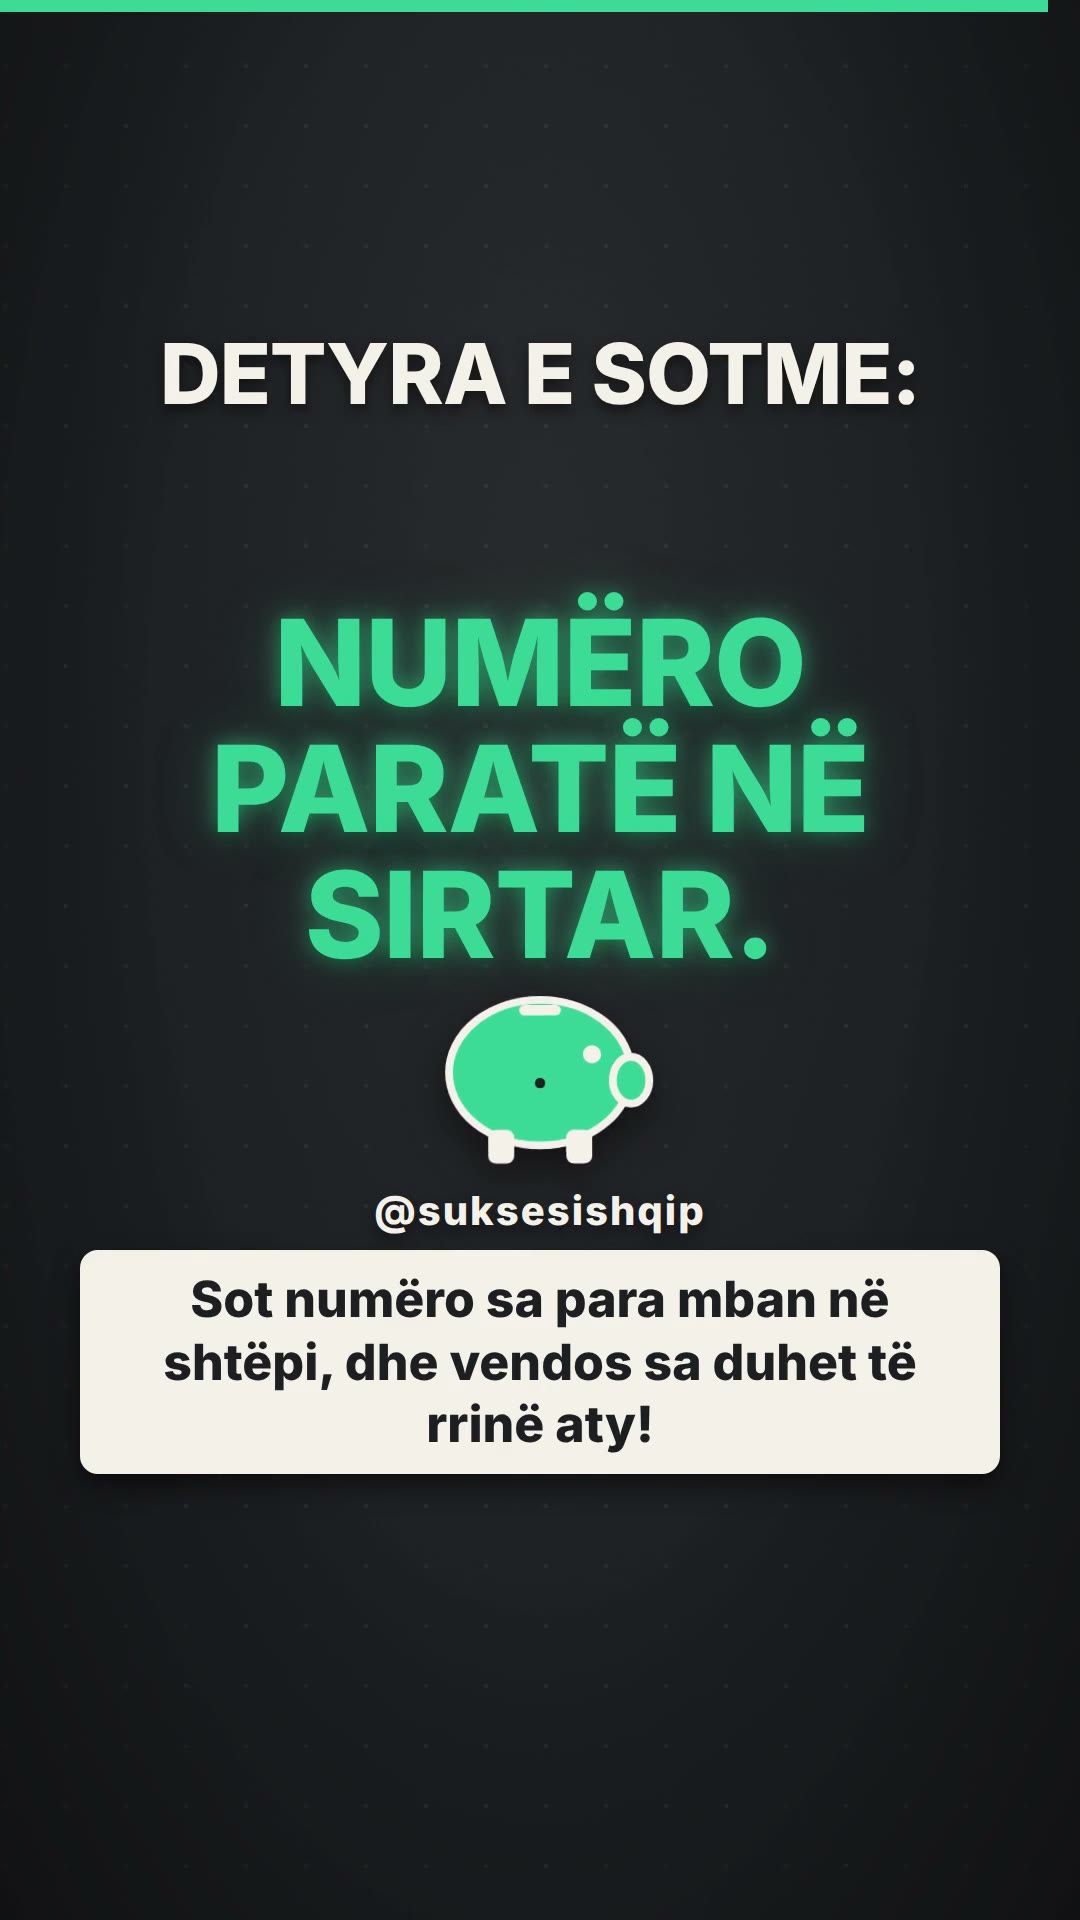 DETYRA E SOTME:
NUMËRO
PARATË NË
SIRTAR.
@suksesishqip
Sot numëro sa para mban në
shtëpi, dhe vendos sa duhet të
rrinë aty!